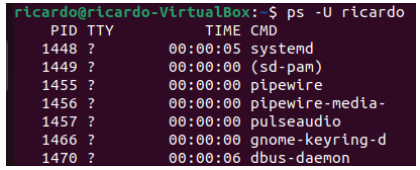 ricardo@ricardo-VirtualBox:~$ ps -U ricardo
PID TTY TIME CMD
1448 ? 00:00:05 systemd
1449 ? 00:00:00 (sd-pam)
1455 ? 00:00:00 pipewire
1456 ? 00:00:00 pipewire-media-
1457 ? 00:00:00 pulseaudio
1466 ? 00:00:00 gnome-keyring-d
1470 ? 00:00:06 dbus-daemon